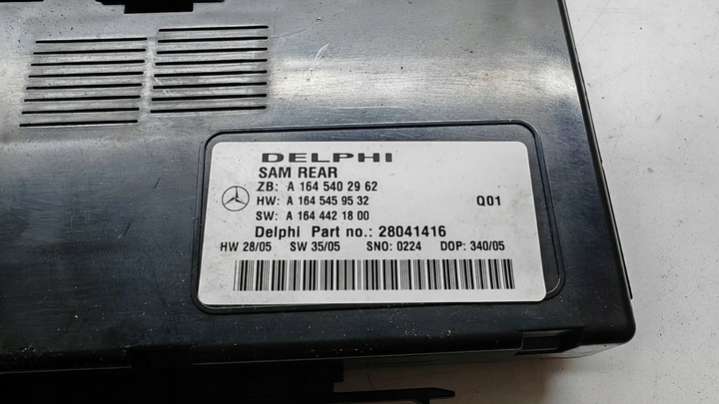 DELPHI
SAM REAR
ZB: A 164 540 29 62
HW: A 164 545 95 32 Q01
SW: A 164 442 18 00
Delphi Part no.: 28041416
HW 28/05 SW 35/05 SNO: 0224 DOP: 340/05